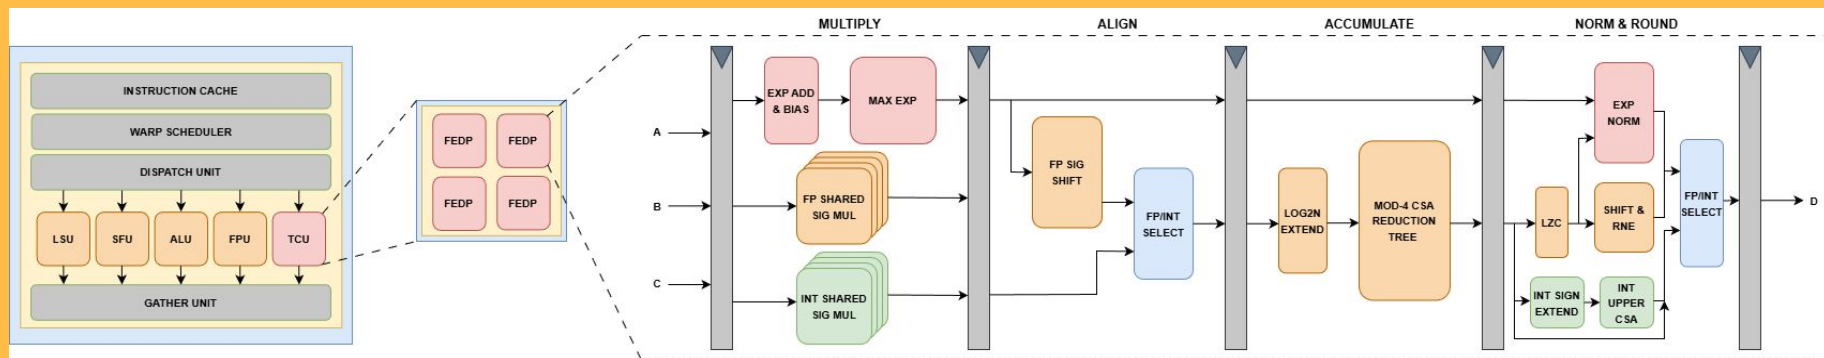 INSTRUCTION CACHE
WARP SCHEDULER
DISPATCH UNIT
LSU
SFU
ALU
FPU
TCU
GATHER UNIT
FEDP
FEDP
FEDP
FEDP
MULTIPLY
ALIGN
ACCUMULATE
NORM & ROUND
A
B
C
EXP ADD
& BIAS
MAX EXP
FP SHARED
SIG MUL
INT SHARED
SIG MUL
FP SIG
SHIFT
FP/INT
SELECT
LOG2N
EXTEND
MOD-4 CSA
REDUCTION
TREE
LZC
EXP
NORM
SHIFT &
RNE
INT SIGN
EXTEND
INT
UPPER
CSA
FP/INT
SELECT
D